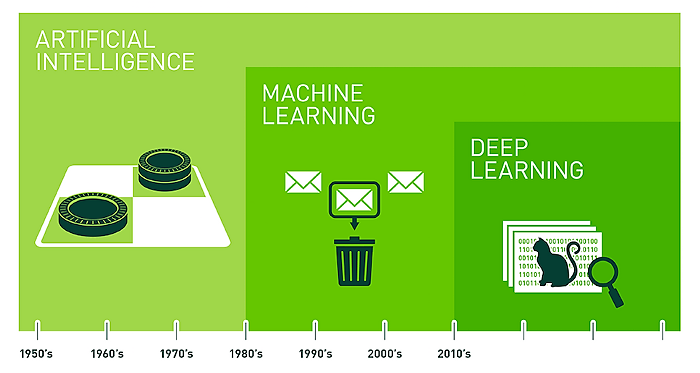 ARTIFICIAL
INTELLIGENCE
MACHINE
LEARNING
DEEP
LEARNING
1950's
1960's
1970's
1980's
1990's
2000's
2010's